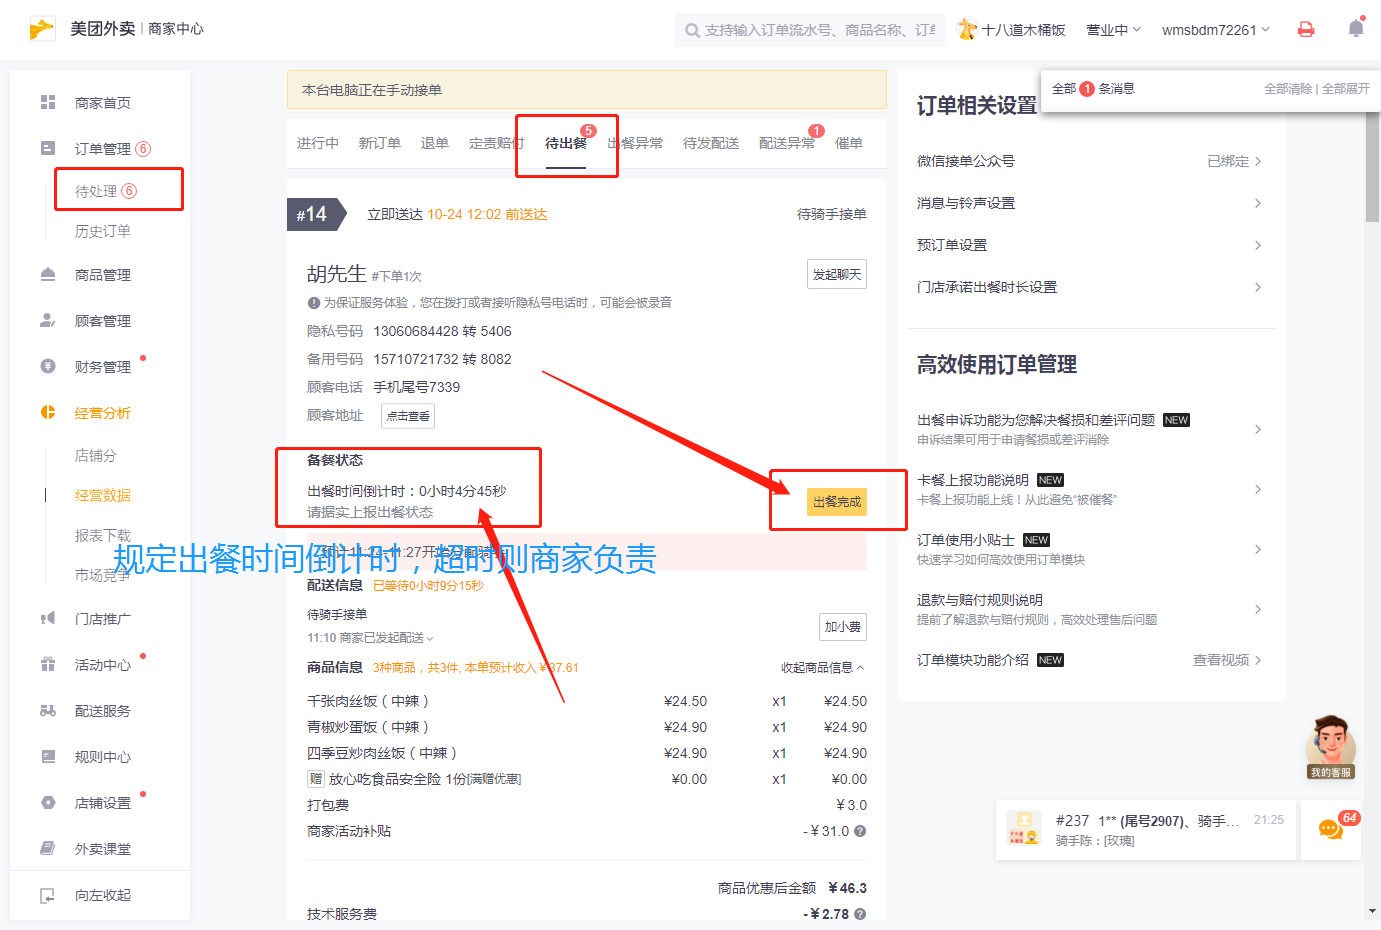 美团外卖 | 商家中心
支持输入订单流水号、商品名称、订单
十八道木桶饭
营业中
wmsbdm72261
商家首页
订单管理 6
待处理 6
历史订单
商品管理
顾客管理
财务管理
经营分析
店铺分
经营数据
报表下载
市场竞争
门店推广
活动中心
配送服务
规则中心
店铺设置
外卖课堂
向左收起
本台电脑正在手动接单
进行中 新订单 退单 定责赔付 待出餐 5 出餐异常 待发配送 配送异常 1 催单
#14 立即送达 10-24 12:02 前送达 待骑手接单
胡先生 #下单1次 发起聊天
为保证服务体验，您在拨打或者接听隐私号电话时，可能会被录音
隐私号码 13060684428 转 5406
备用号码 15710721732 转 8082
顾客电话 手机尾号7339
顾客地址 点击查看
备餐状态
出餐时间倒计时：0小时4分45秒
请据实上报出餐状态
出餐完成
预计11:24-11:27开始分配骑手
规定出餐时间倒计时，超时则商家负责
配送信息 已等待0小时9分15秒
待骑手接单
11:10 商家已发起配送
加小费
商品信息 3种商品，共3件, 本单预计收入￥37.61 收起商品信息
千张肉丝饭（中辣） ¥24.50 x1 ¥24.50
青椒炒蛋饭（中辣） ¥24.90 x1 ¥24.90
四季豆炒肉丝饭（中辣） ¥24.90 x1 ¥24.90
赠 放心吃食品安全险 1份[满赠优惠] ¥0.00 x1 ¥0.00
打包费 ￥3.0
商家活动补贴 -￥31.0
商品优惠后金额 ￥46.3
技术服务费 -￥2.78
订单相关设置
全部 1 条消息 全部清除 | 全部展开
微信接单公众号 已绑定
消息与铃声设置
预订单设置
门店承诺出餐时长设置
高效使用订单管理
出餐申诉功能为您解决餐损和差评问题 NEW
申诉结果可用于申请餐损或差评消除
卡餐上报功能说明 NEW
卡餐上报功能上线！从此避免“被催餐”
订单使用小贴士 NEW
快速学习如何高效使用订单模块
退款与赔付规则说明
提前了解退款与赔付规则，高效处理售后问题
订单模块功能介绍 NEW 查看视频
我的客服
#237 1** (尾号2907)、骑手... 21:25
骑手陈：[玫瑰]
64